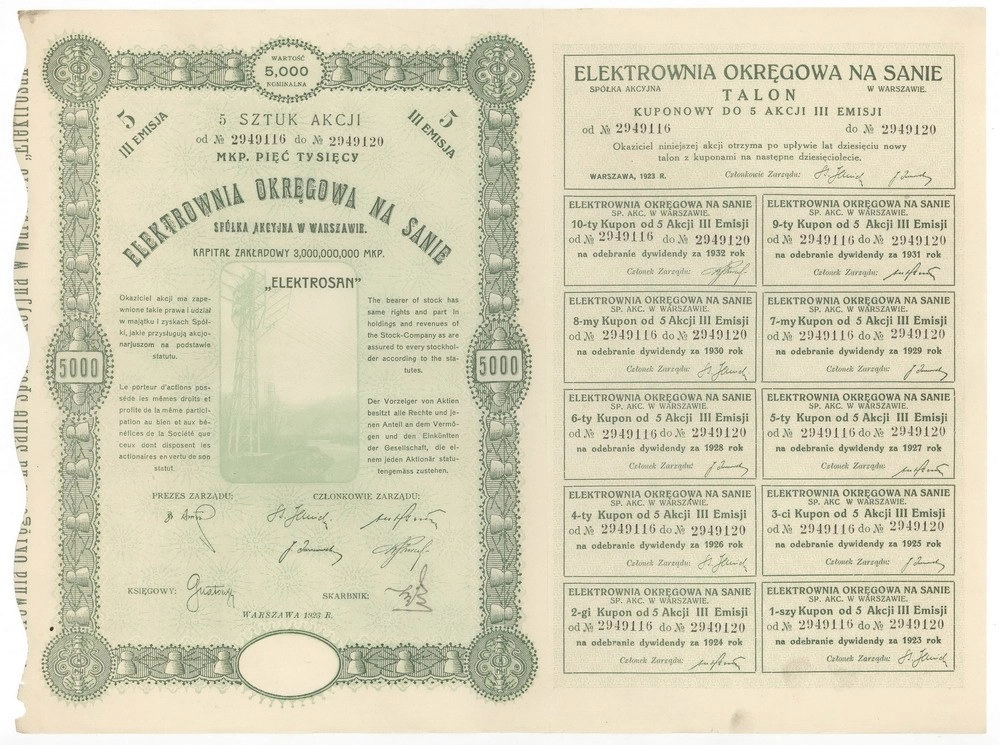 WARTOŚĆ
5,000
NOMINALNA
5
III EMISJA
5
III EMISJA
5 SZTUK AKCJI
od № 2949116 do № 2949120
MKP. PIĘĆ TYSIĘCY
ELEKTROWNIA OKRĘGOWA NA SANIE
SPÓŁKA AKCYJNA W WARSZAWIE.
KAPITAŁ ZAKŁADOWY 3,000,000,000 MKP.
„ELEKTROSAN”
Okaziciel akcji ma zape-
wnione takie prawa i udział
w majątku i zyskach Spół-
ki, jakie przysługują akcjo-
narjuszom na podstawie
statutu.
The bearer of stock has
same rights and part in
holdings and revenues of
the Stock-Company as are
assured to every stockhol-
der according to the sta-
tutes.
5000
5000
Le porteur d'actions pos-
séde les mêmes droits et
profite de la même partici-
pation au bien et aux bé-
nélices de la Société que
ceux dont disposent les
actionaires en vertu de son
statut.
Der Vorzeiger von Aktien
besitzt alle Rechte und je-
nen Anteil an dem Vermö-
gen und den Einkünften
der Gesellschaft, die ei-
nem jeden Aktionär statu-
tengemäss zustehen.
PREZES ZARZĄDU:
CZŁONKOWIE ZARZĄDU:
KSIĘGOWY:
SKARBNIK:
WARSZAWA 1923 R.
ELEKTROWNIA OKRĘGOWA NA SANIE
SPÓŁKA AKCYJNA
W WARSZAWIE.
TALON
KUPONOWY DO 5 AKCJI III EMISJI
od № 2949116 do № 2949120
Okaziciel niniejszej akcji otrzyma po upływie lat dziesięciu nowy
talon z kuponami na następne dziesięciolecie.
WARSZAWA, 1923 R.
Członkowie Zarządu:
ELEKTROWNIA OKRĘGOWA NA SANIE
SP. AKC. W WARSZAWIE.
10-ty Kupon od 5 Akcji III Emisji
od № 2949116 do № 2949120
na odebranie dywidendy za 1932 rok
Członek Zarządu:
ELEKTROWNIA OKRĘGOWA NA SANIE
SP. AKC. W WARSZAWIE.
9-ty Kupon od 5 Akcji III Emisji
od № 2949116 do № 2949120
na odebranie dywidendy za 1931 rok
Członek Zarządu:
ELEKTROWNIA OKRĘGOWA NA SANIE
SP. AKC. W WARSZAWIE.
8-my Kupon od 5 Akcji III Emisji
od № 2949116 do № 2949120
na odebranie dywidendy za 1930 rok
Członek Zarządu:
ELEKTROWNIA OKRĘGOWA NA SANIE
SP. AKC. W WARSZAWIE.
7-my Kupon od 5 Akcji III Emisji
od № 2949116 do № 2949120
na odebranie dywidendy za 1929 rok
Członek Zarządu:
ELEKTROWNIA OKRĘGOWA NA SANIE
SP. AKC. W WARSZAWIE.
6-ty Kupon od 5 Akcji III Emisji
od № 2949116 do № 2949120
na odebranie dywidendy za 1928 rok
Członek Zarządu:
ELEKTROWNIA OKRĘGOWA NA SANIE
SP. AKC. W WARSZAWIE.
5-ty Kupon od 5 Akcji III Emisji
od № 2949116 do № 2949120
na odebranie dywidendy za 1927 rok
Członek Zarządu:
ELEKTROWNIA OKRĘGOWA NA SANIE
SP. AKC. W WARSZAWIE.
4-ty Kupon od 5 Akcji III Emisji
od № 2949116 do № 2949120
na odebranie dywidendy za 1926 rok
Członek Zarządu:
ELEKTROWNIA OKRĘGOWA NA SANIE
SP. AKC. W WARSZAWIE.
3-ci Kupon od 5 Akcji III Emisji
od № 2949116 do № 2949120
na odebranie dywidendy za 1925 rok
Członek Zarządu:
ELEKTROWNIA OKRĘGOWA NA SANIE
SP. AKC. W WARSZAWIE.
2-gi Kupon od 5 Akcji III Emisji
od № 2949116 do № 2949120
na odebranie dywidendy za 1924 rok
Członek Zarządu:
ELEKTROWNIA OKRĘGOWA NA SANIE
SP. AKC. W WARSZAWIE.
1-szy Kupon od 5 Akcji III Emisji
od № 2949116 do № 2949120
na odebranie dywidendy za 1923 rok
Członek Zarządu: